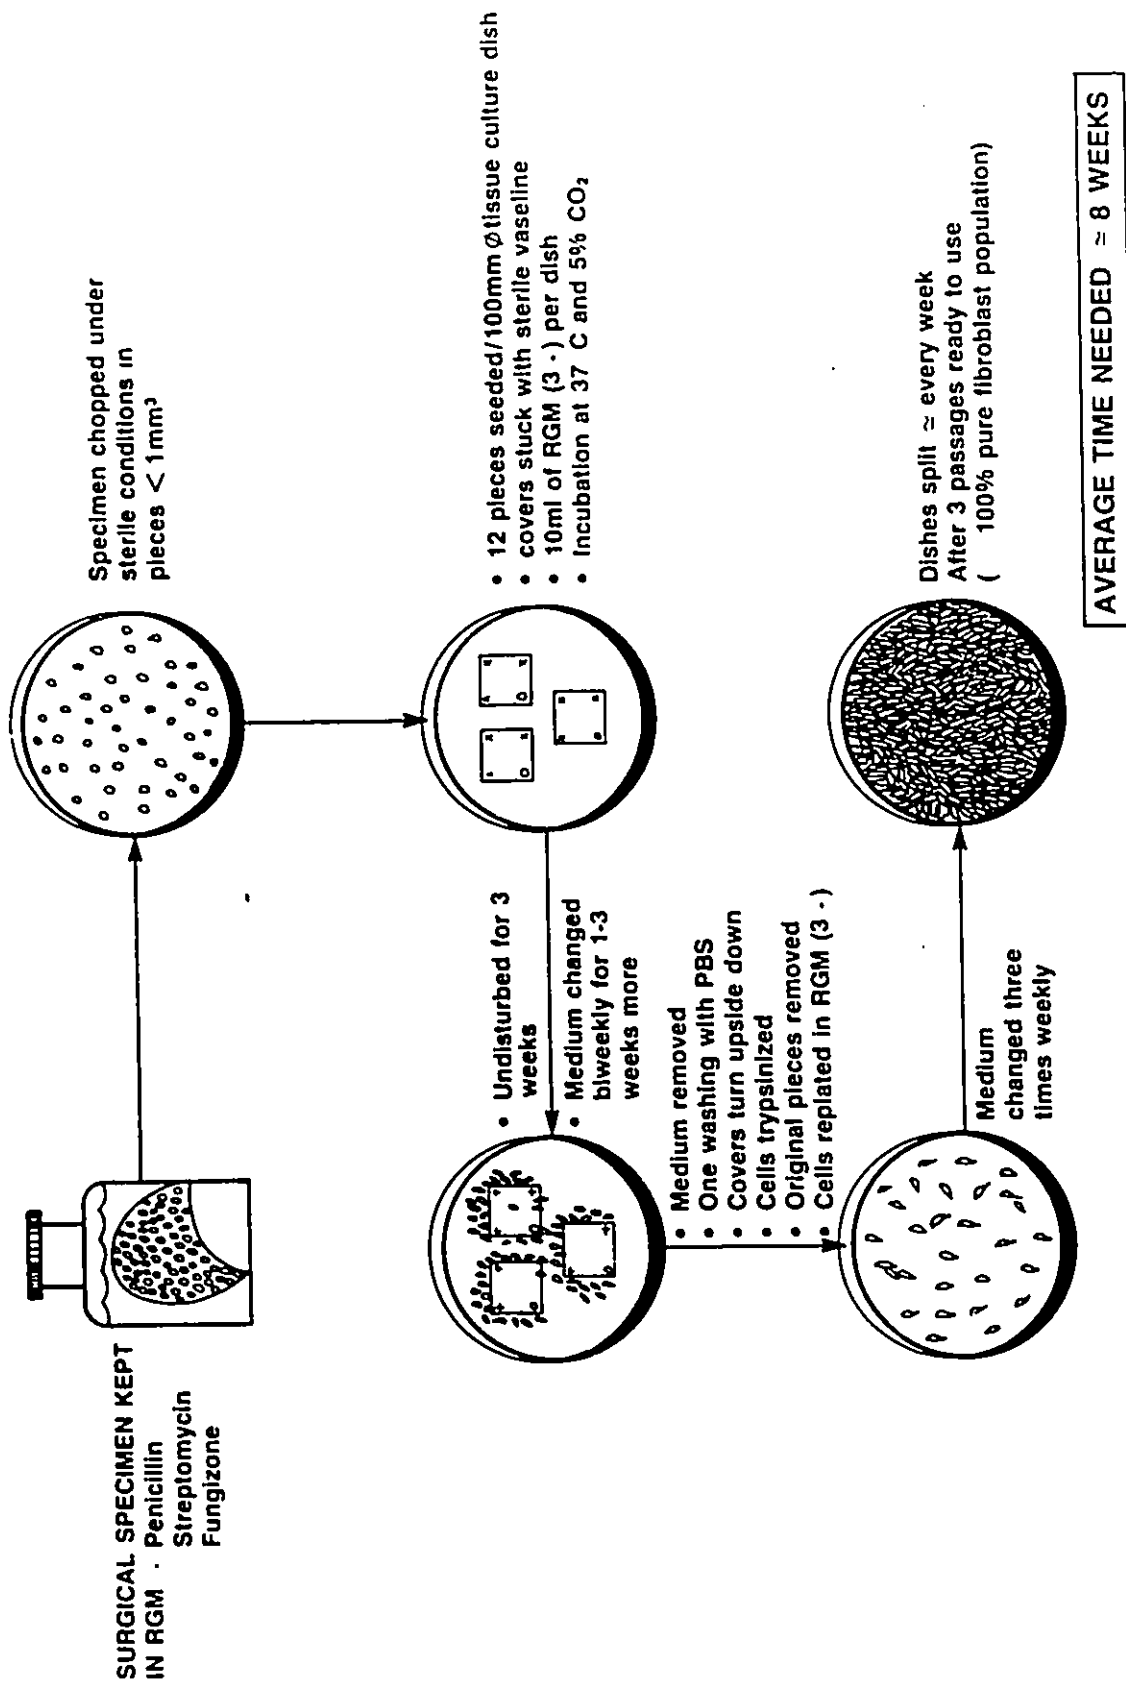 SURGICAL SPECIMEN KEPT
IN RGM · Penicillin
Streptomycin
Fungizone
Specimen chopped under
sterile conditions in
pieces < 1mm³
• 12 pieces seeded/100mm ∅ tissue culture dish
• covers stuck with sterile vaseline
• 10ml of RGM (3 -) per dish
• Incubation at 37 C and 5% CO₂
• Undisturbed for 3
weeks
• Medium changed
biweekly for 1-3
weeks more
• Medium removed
• One washing with PBS
• Covers turn upside down
• Cells trypsinized
• Original pieces removed
• Cells replated in RGM (3 -)
Medium
changed three
times weekly
Dishes split ≃ every week
After 3 passages ready to use
( 100% pure fibroblast population)
AVERAGE TIME NEEDED ≃ 8 WEEKS